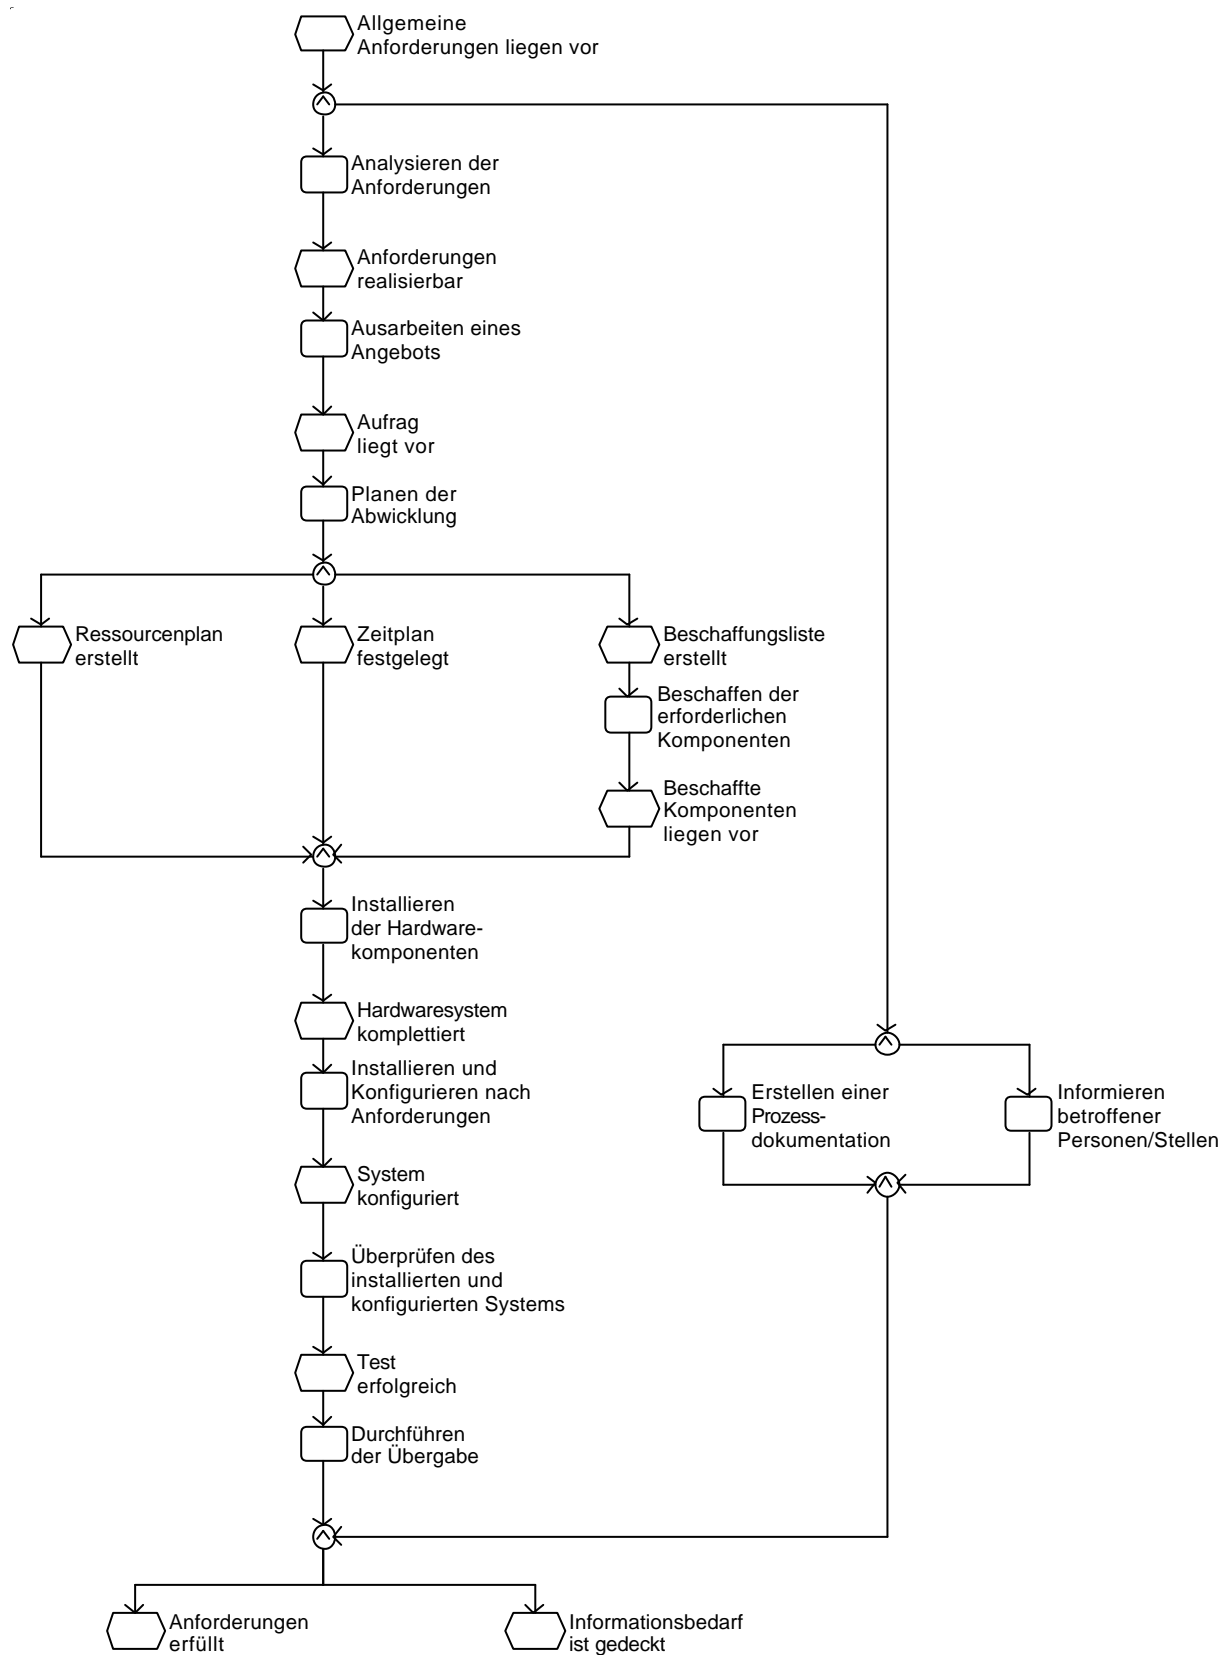 Allgemeine
Anforderungen liegen vor
Analysieren der
Anforderungen
Anforderungen
realisierbar
Ausarbeiten eines
Angebots
Aufrag
liegt vor
Planen der
Abwicklung
Ressourcenplan
erstellt
Zeitplan
festgelegt
Beschaffungsliste
erstellt
Beschaffen der
erforderlichen
Komponenten
Beschaffte
Komponenten
liegen vor
Installieren
der Hardware-
komponenten
Hardwaresystem
komplettiert
Installieren und
Konfigurieren nach
Anforderungen
Erstellen einer
Prozess-
dokumentation
Informieren
betroffener
Personen/Stellen
System
konfiguriert
Überprüfen des
installierten und
konfigurierten Systems
Test
erfolgreich
Durchführen
der Übergabe
Anforderungen
erfüllt
Informationsbedarf
ist gedeckt